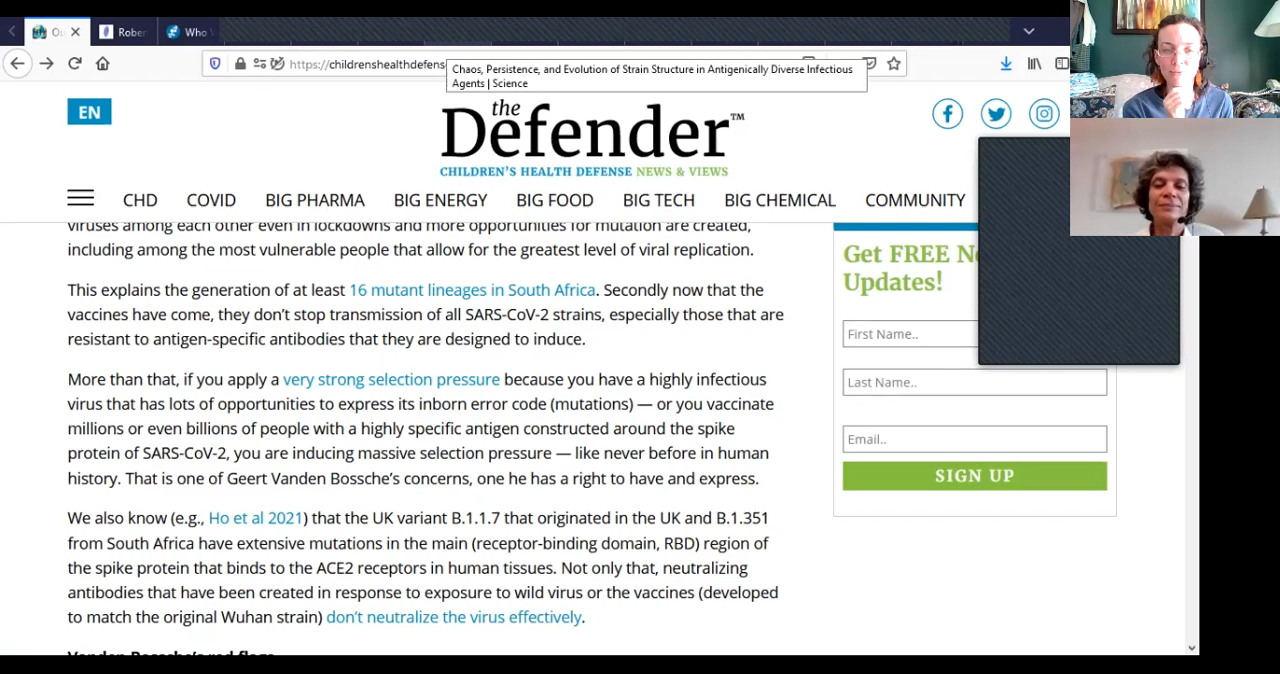 Ou
Rober
Who
https://childrenshealthdefens
Chaos, Persistence, and Evolution of Strain Structure in Antigenically Diverse Infectious
Agents | Science
EN
the
Defender™
CHILDREN'S HEALTH DEFENSE NEWS & VIEWS
CHD COVID BIG PHARMA BIG ENERGY BIG FOOD BIG TECH BIG CHEMICAL COMMUNITY
viruses among each other even in lockdowns and more opportunities for mutation are created,
including among the most vulnerable people that allow for the greatest level of viral replication.
This explains the generation of at least 16 mutant lineages in South Africa. Secondly now that the
vaccines have come, they don't stop transmission of all SARS-CoV-2 strains, especially those that are
resistant to antigen-specific antibodies that they are designed to induce.
More than that, if you apply a very strong selection pressure because you have a highly infectious
virus that has lots of opportunities to express its inborn error code (mutations) — or you vaccinate
millions or even billions of people with a highly specific antigen constructed around the spike
protein of SARS-CoV-2, you are inducing massive selection pressure — like never before in human
history. That is one of Geert Vanden Bossche's concerns, one he has a right to have and express.
We also know (e.g., Ho et al 2021) that the UK variant B.1.1.7 that originated in the UK and B.1.351
from South Africa have extensive mutations in the main (receptor-binding domain, RBD) region of
the spike protein that binds to the ACE2 receptors in human tissues. Not only that, neutralizing
antibodies that have been created in response to exposure to wild virus or the vaccines (developed
to match the original Wuhan strain) don't neutralize the virus effectively.
Vanden Bossche's red flags
Get FREE Ne
Updates!
First Name..
Last Name..
Email..
SIGN UP